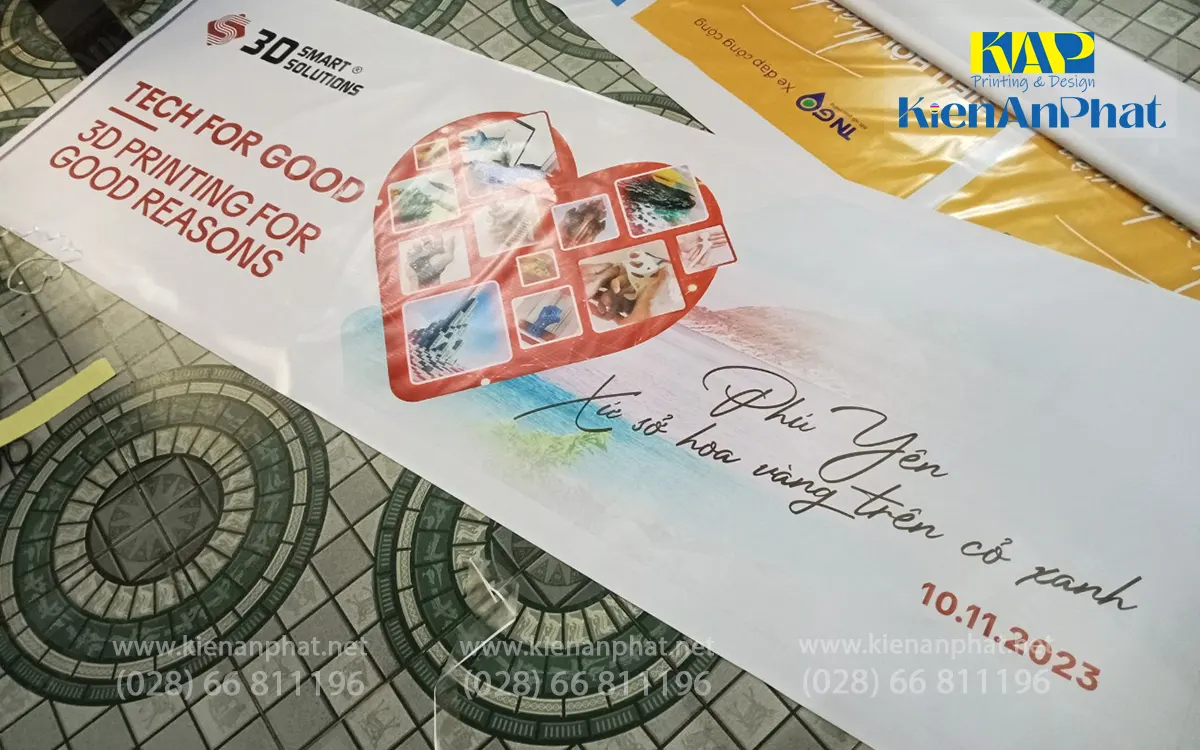 3D SMART
SOLUTIONS ®
TECH FOR GOOD
3D PRINTING FOR
GOOD REASONS
Phú Yên
Xứ sở hoa vàng trên cỏ xanh
10.11.2023
Xe đạp công cộng
TNGO
KAP
Printing & Design
KienAnPhat
www.kienanphat.net
(028) 66 811196
www.kienanphat.net
(028) 66 811196
www.kienanphat.net
(028) 66 811196